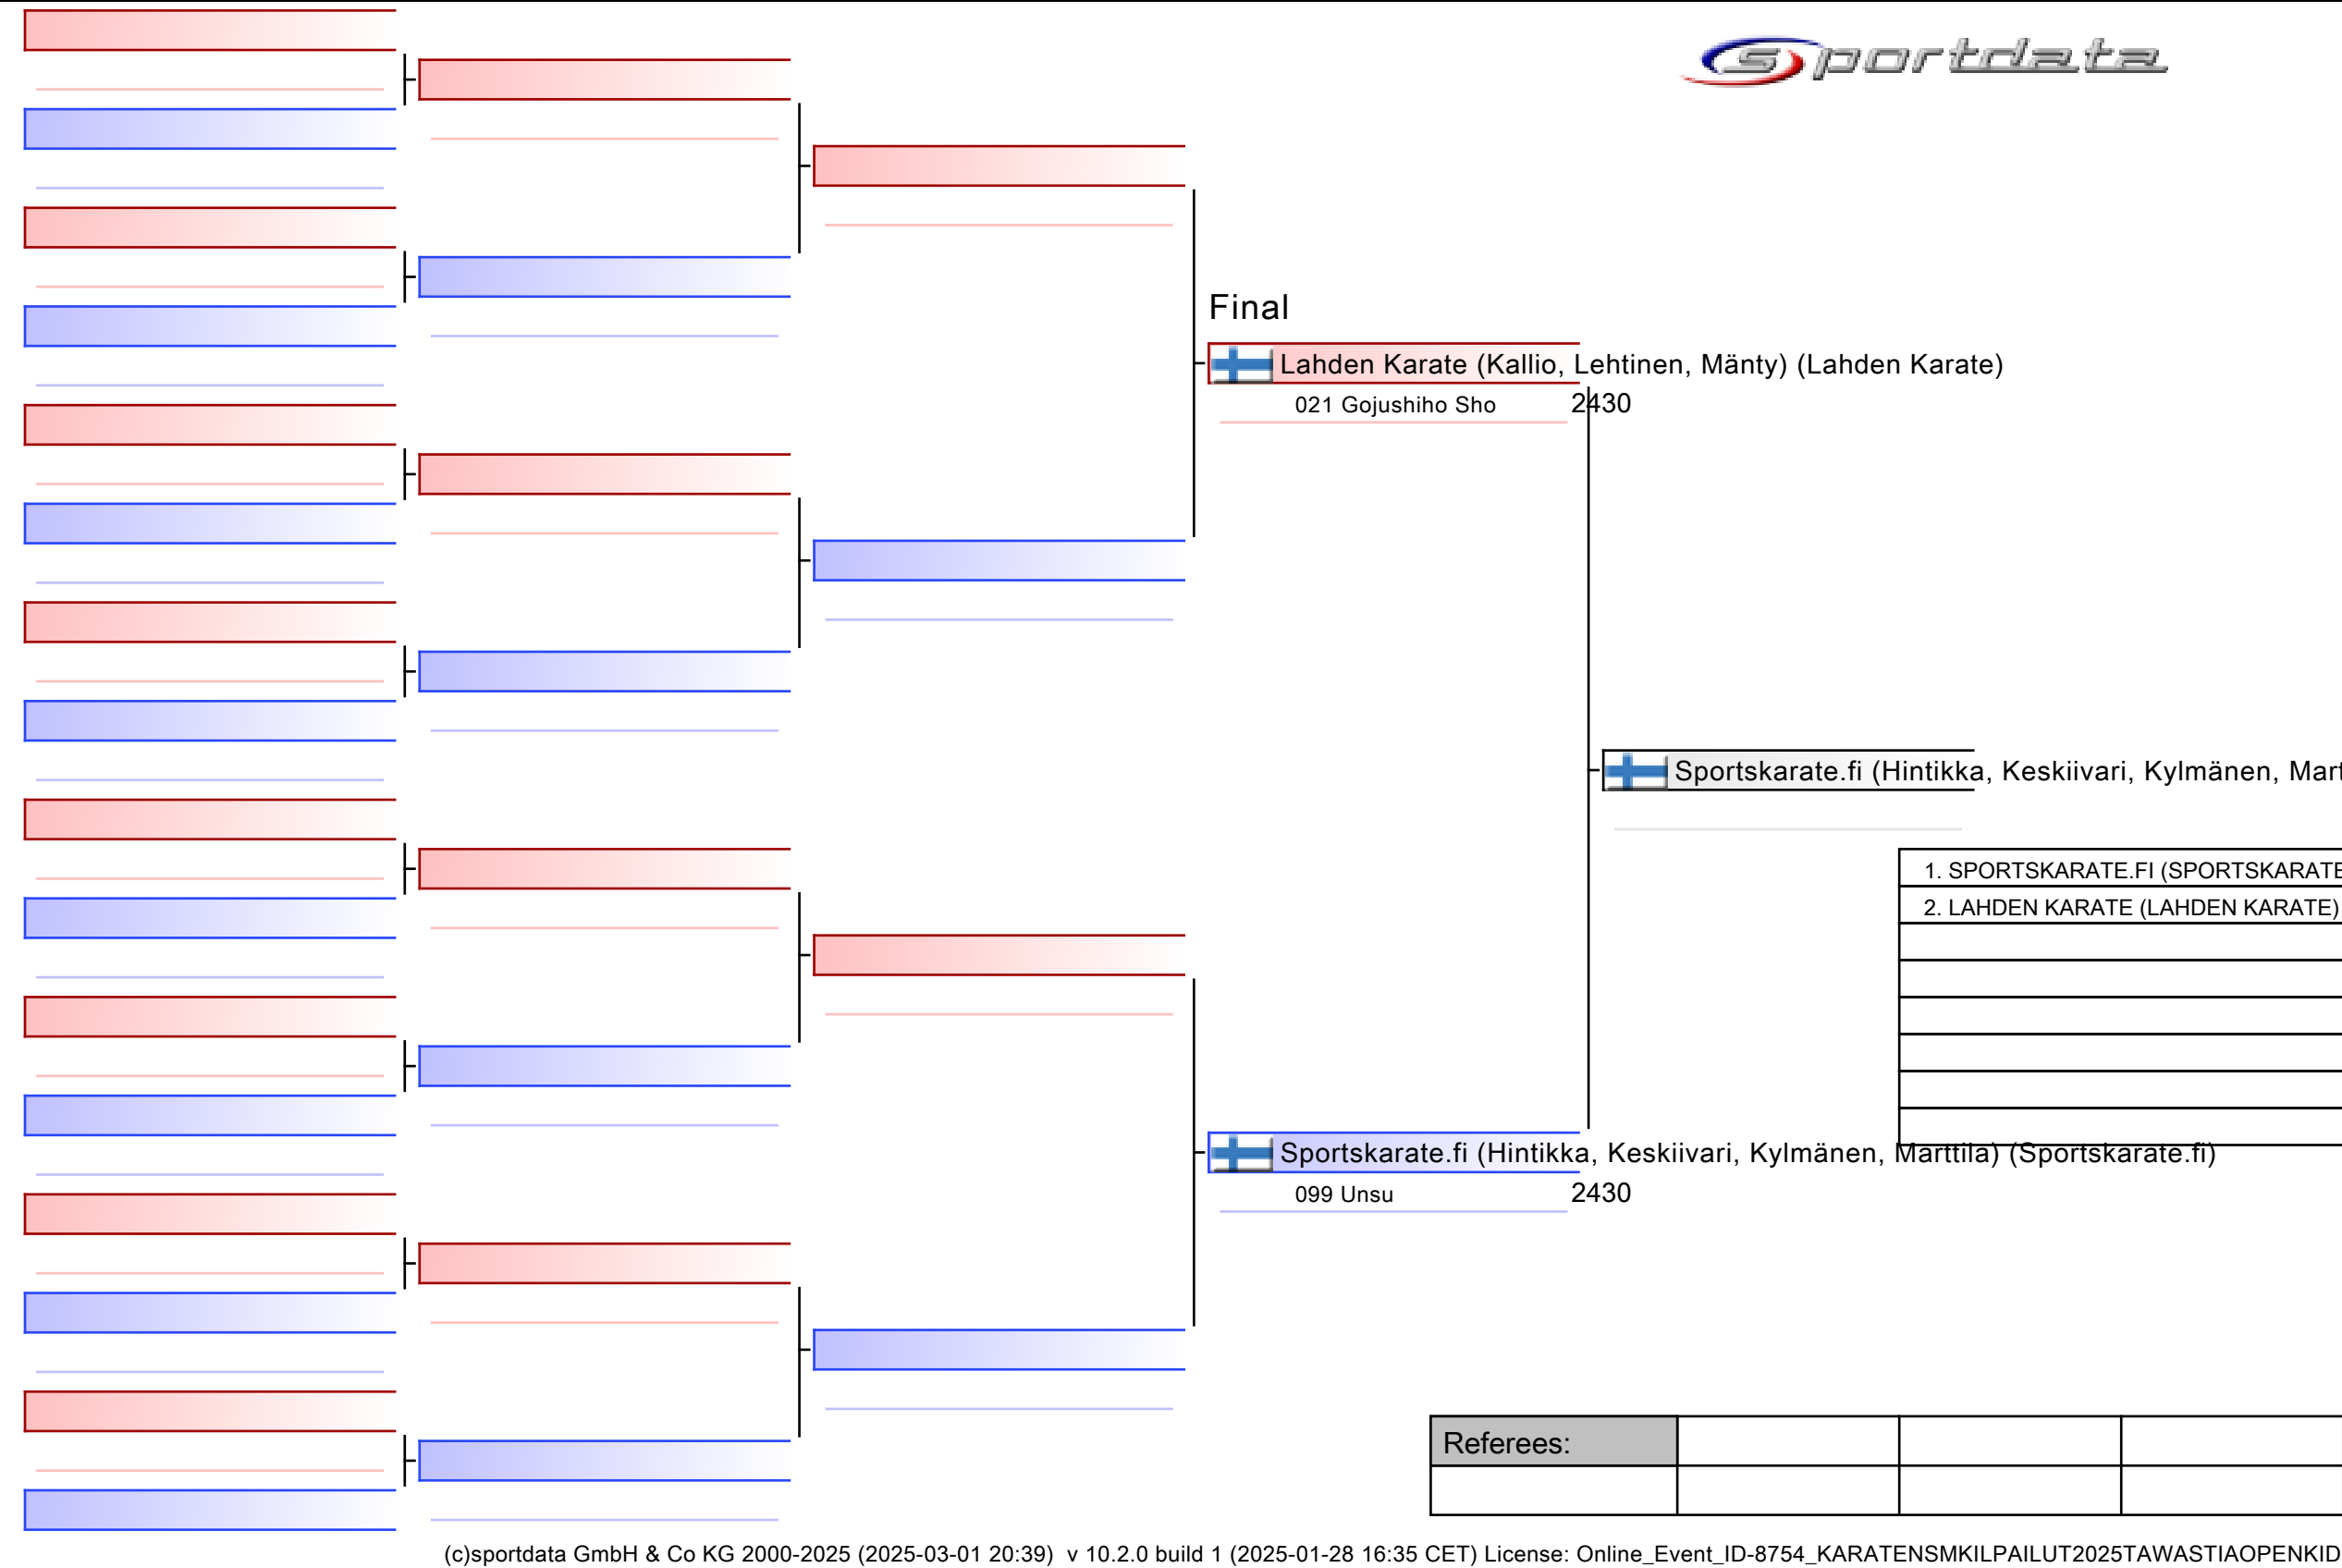 sportdata
Final
Lahden Karate (Kallio, Lehtinen, Mänty) (Lahden Karate)
021 Gojushiho Sho 2430
Sportskarate.fi (Hintikka, Keskiivari, Kylmänen, Mart
1. SPORTSKARATE.FI (SPORTSKARATE
2. LAHDEN KARATE (LAHDEN KARATE)
Sportskarate.fi (Hintikka, Keskiivari, Kylmänen, Marttila) (Sportskarate.fi)
099 Unsu 2430
Referees:
(c)sportdata GmbH & Co KG 2000-2025 (2025-03-01 20:39) v 10.2.0 build 1 (2025-01-28 16:35 CET) License: Online_Event_ID-8754_KARATENSMKILPAILUT2025TAWASTIAOPENKID